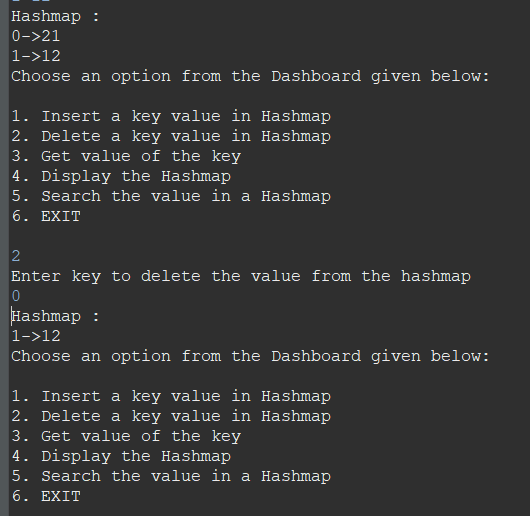 Hashmap :
0->21
1->12
Choose an option from the Dashboard given below:
1. Insert a key value in Hashmap
2. Delete a key value in Hashmap
3. Get value of the key
4. Display the Hashmap
5. Search the value in a Hashmap
6. EXIT
2
Enter key to delete the value from the hashmap
0
Hashmap :
1->12
Choose an option from the Dashboard given below:
1. Insert a key value in Hashmap
2. Delete a key value in Hashmap
3. Get value of the key
4. Display the Hashmap
5. Search the value in a Hashmap
6. EXIT